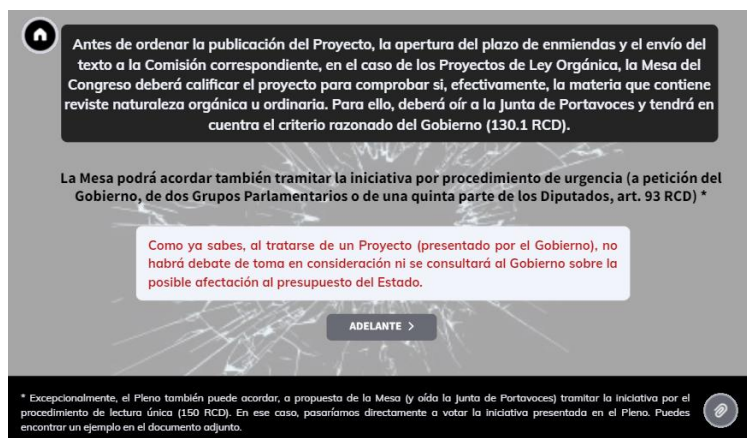 Antes de ordenar la publicación del Proyecto, la apertura del plazo de enmiendas y el envío del
texto a la Comisión correspondiente, en el caso de los Proyectos de Ley Orgánica, la Mesa del
Congreso deberá calificar el proyecto para comprobar si, efectivamente, la materia que contiene
reviste naturaleza orgánica u ordinaria. Para ello, deberá oír a la Junta de Portavoces y tendrá en
cuentra el criterio razonado del Gobierno (130.1 RCD).
La Mesa podrá acordar también tramitar la iniciativa por procedimiento de urgencia (a petición del
Gobierno, de dos Grupos Parlamentarios o de una quinta parte de los Diputados, art. 93 RCD) *
Como ya sabes, al tratarse de un Proyecto (presentado por el Gobierno), no
habrá debate de toma en consideración ni se consultará al Gobierno sobre la
posible afectación al presupuesto del Estado.
ADELANTE >
* Excepcionalmente, el Pleno también puede acordar, a propuesta de la Mesa (y oída la Junta de Portavoces) tramitar la iniciativa por el
procedimiento de lectura única (150 RCD). En ese caso, pasaríamos directamente a votar la iniciativa presentada en el Pleno. Puedes
encontrar un ejemplo en el documento adjunto.